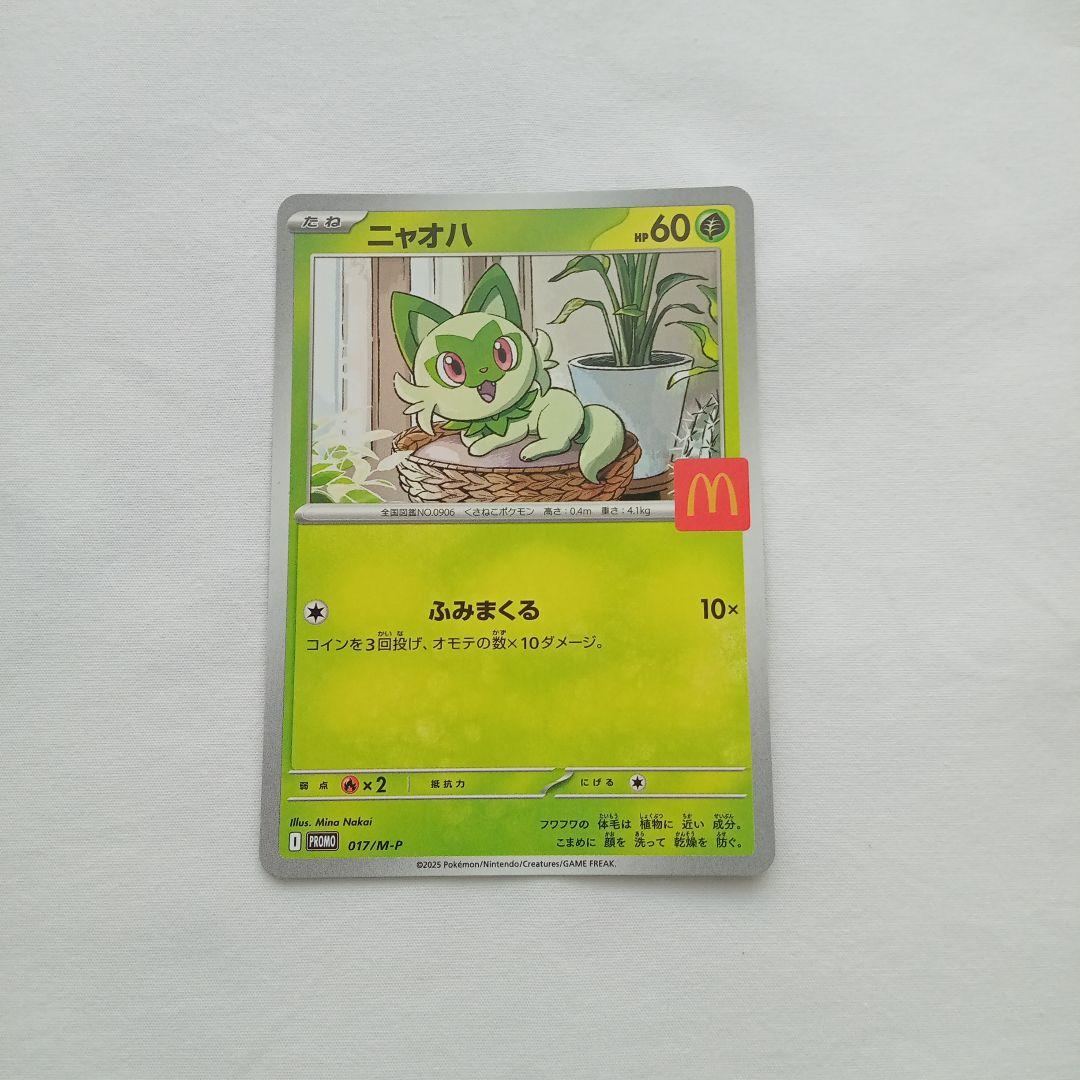 たね ニャオハ HP60
全国図鑑NO.0906 くさねこポケモン 高さ:0.4m 重さ:4.1kg
ふみまくる 10×
コインを3回投げ、オモテの数×10ダメージ。
弱点 ×2 抵抗力 にげる
Illus. Mina Nakai
フワフワの 体毛は 植物に 近い 成分。
こまめに 顔を 洗って 乾燥を 防ぐ。
I PROMO 017/M-P
©2025 Pokémon/Nintendo/Creatures/GAME FREAK.